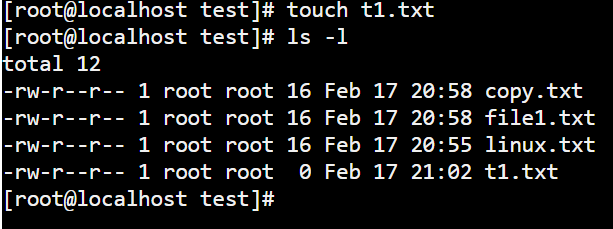 [root@localhost test]# touch t1.txt
[root@localhost test]# ls -l
total 12
-rw-r--r-- 1 root root 16 Feb 17 20:58 copy.txt
-rw-r--r-- 1 root root 16 Feb 17 20:58 file1.txt
-rw-r--r-- 1 root root 16 Feb 17 20:55 linux.txt
-rw-r--r-- 1 root root  0 Feb 17 21:02 t1.txt
[root@localhost test]#